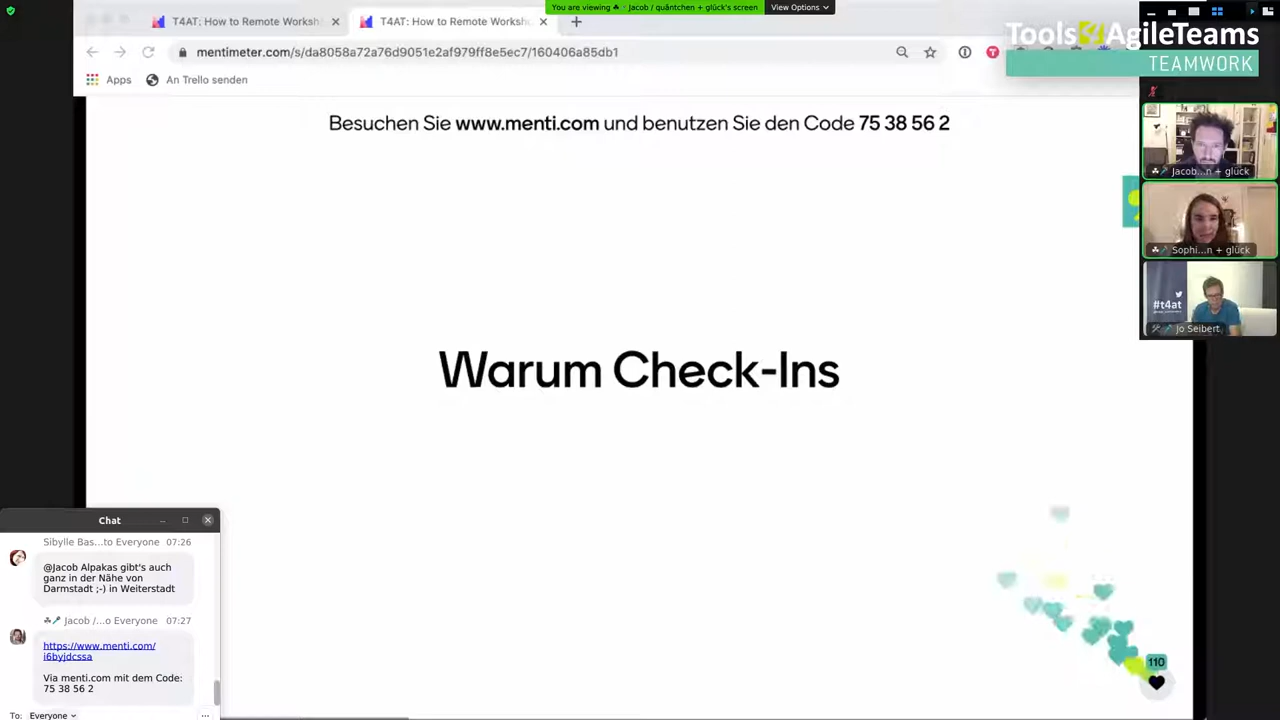 You are viewing
Jacob / quäntchen + glück's screen
View Options
T4AT: How to Remote Worksh
T4AT: How to Remote Worksh
mentimeter.com/s/da8058a72a76d9051e2af979ff8e5ec7/160406a85db1
Apps
An Trello senden
Tools4AgileTeams
TEAMWORK
Besuchen Sie www.menti.com und benutzen Sie den Code 75 38 56 2
Jacob...n + glück
Sophi...n + glück
#t4at
Jo Seibert
Warum Check-Ins
Chat
Sibylle Bas...to Everyone 07:26
@Jacob Alpakas gibt's auch
ganz in der Nähe von
Darmstadt ;-) in Weiterstadt
Jacob /...o Everyone 07:27
https://www.menti.com/
i6byjdcssa
Via menti.com mit dem Code:
75 38 56 2
To: Everyone
110